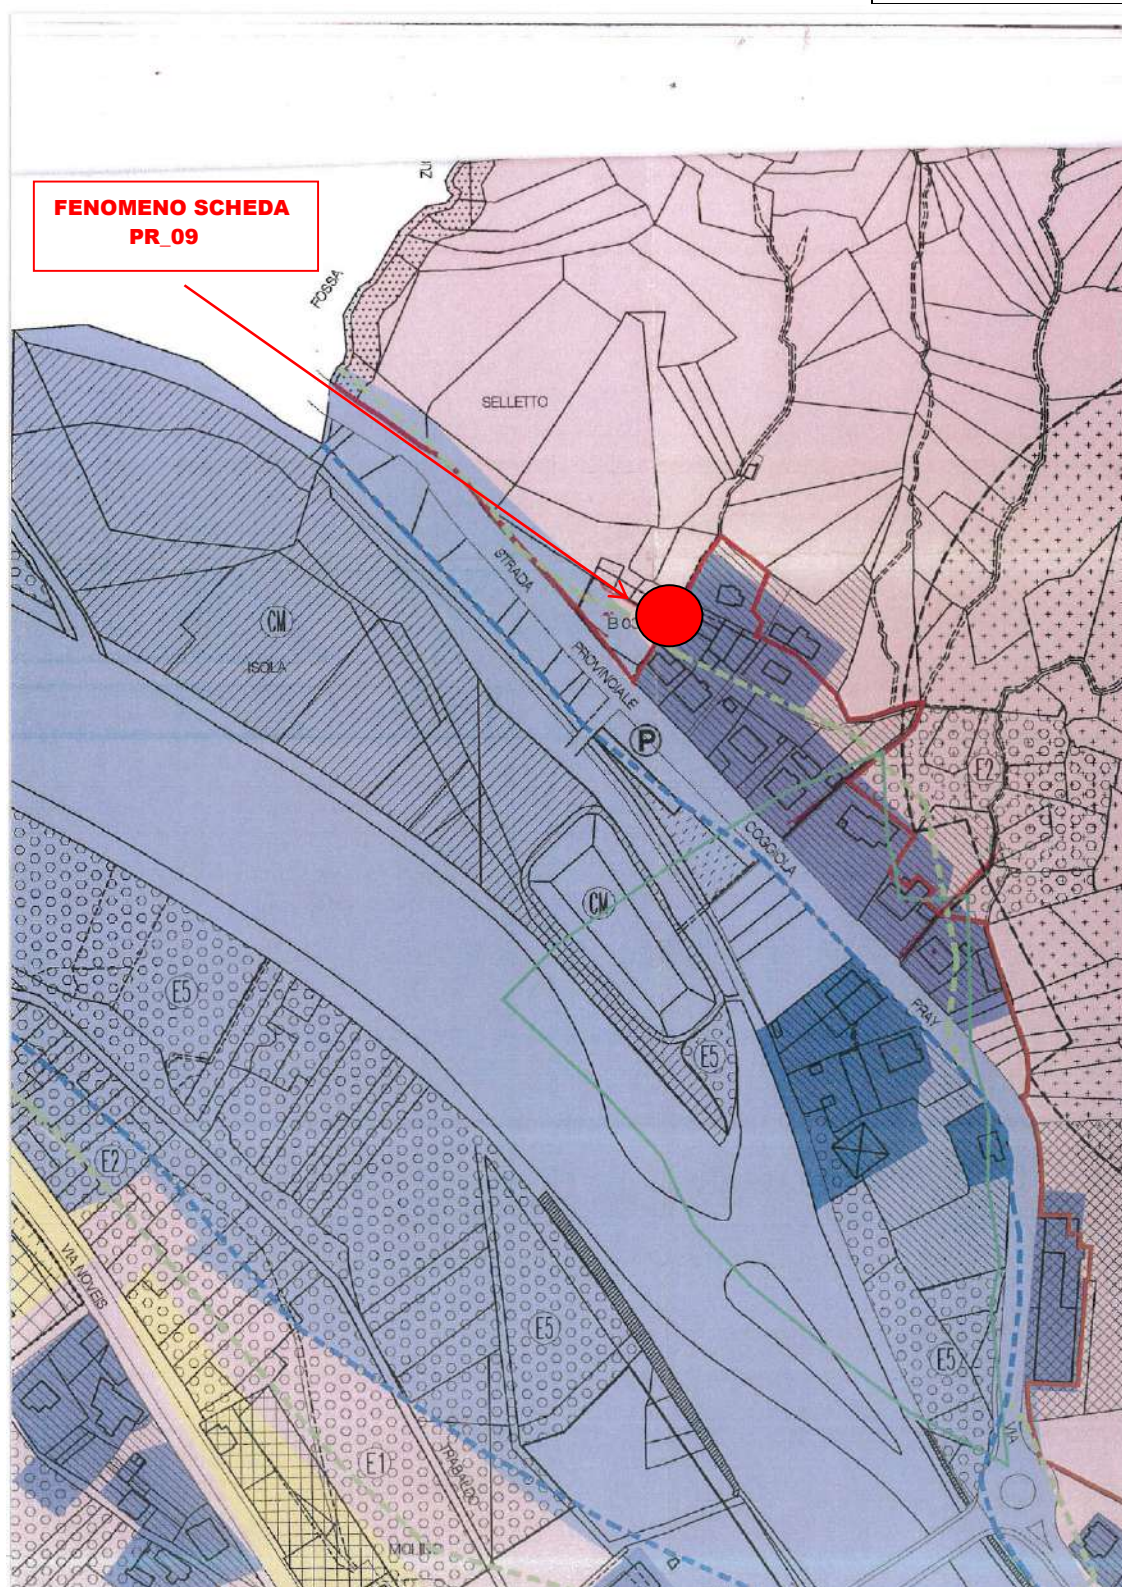 FENOMENO SCHEDA
PR_09
FOSSA
SELLETTO
STRADA
B 03
PROVINCIALE
CM
ISOLA
P
E2
COGGIOLA
CM
E5
PRAY
E5
E2
VIA NOVEIS
E5
E5
VIA
E1
TRABALDO